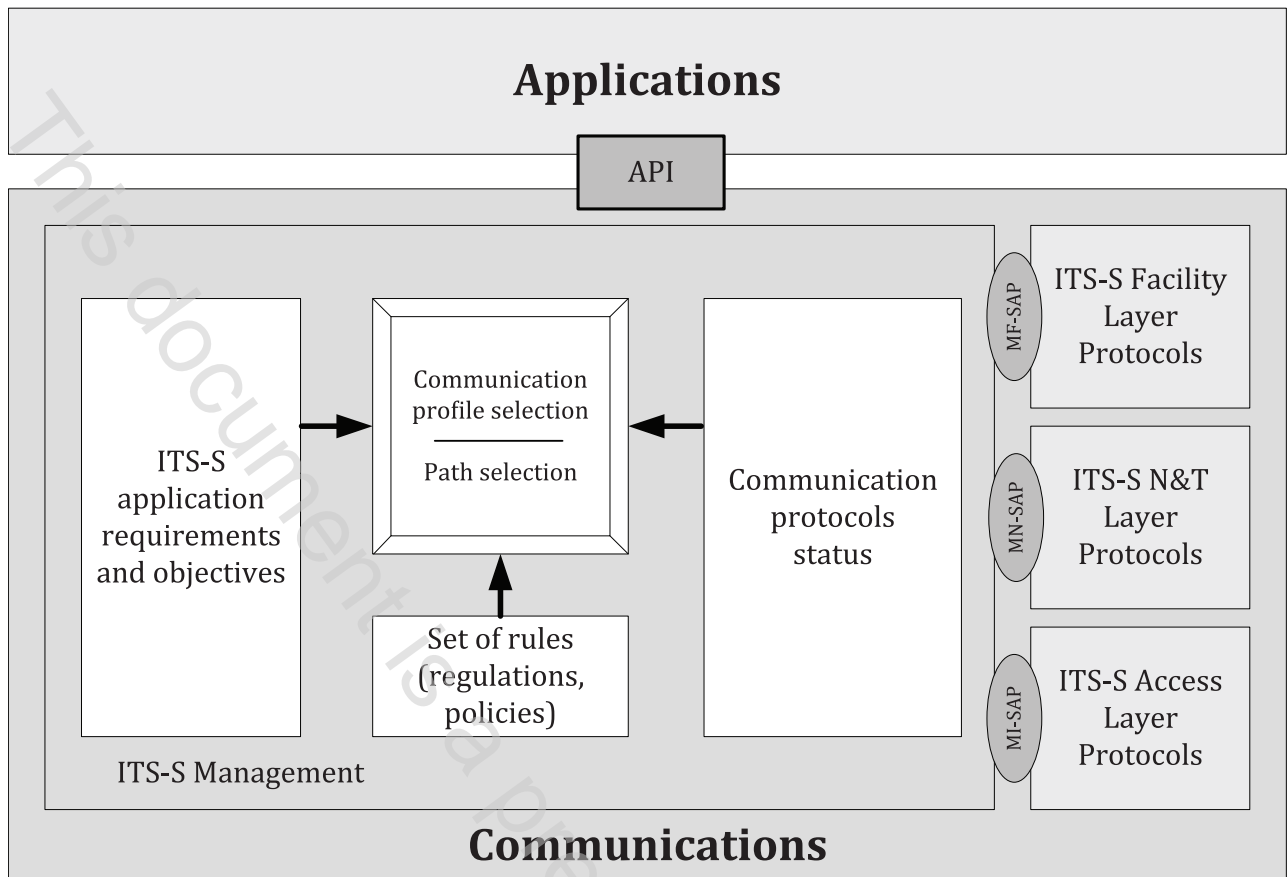 Applications
API
ITS-S
application
requirements
and objectives
Communication
profile selection
Path selection
Set of rules
(regulations,
policies)
Communication
protocols
status
MF-SAP
ITS-S Facility
Layer
Protocols
MN-SAP
ITS-S N&T
Layer
Protocols
MI-SAP
ITS-S Access
Layer
Protocols
ITS-S Management
Communications
This document is a pre